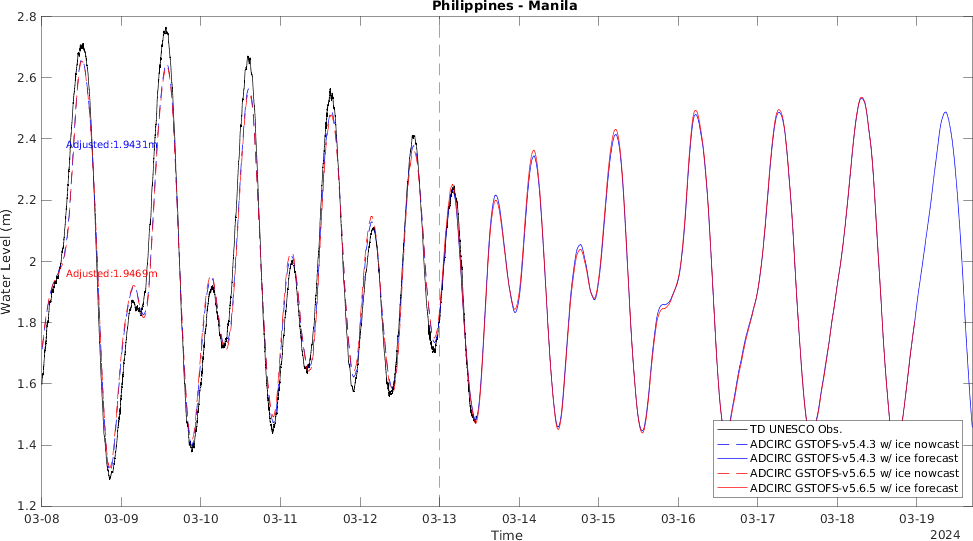 Philippines - Manila
2.8
2.6
2.4
2.2
2
1.8
1.6
1.4
1.2
Water Level (m)
Adjusted:1.9431m
Adjusted:1.9469m
TD UNESCO Obs.
ADCIRC GSTOFS-v5.4.3 w/ ice nowcast
ADCIRC GSTOFS-v5.4.3 w/ ice forecast
ADCIRC GSTOFS-v5.6.5 w/ ice nowcast
ADCIRC GSTOFS-v5.6.5 w/ ice forecast
03-08 03-09 03-10 03-11 03-12 03-13 03-14 03-15 03-16 03-17 03-18 03-19
Time
2024